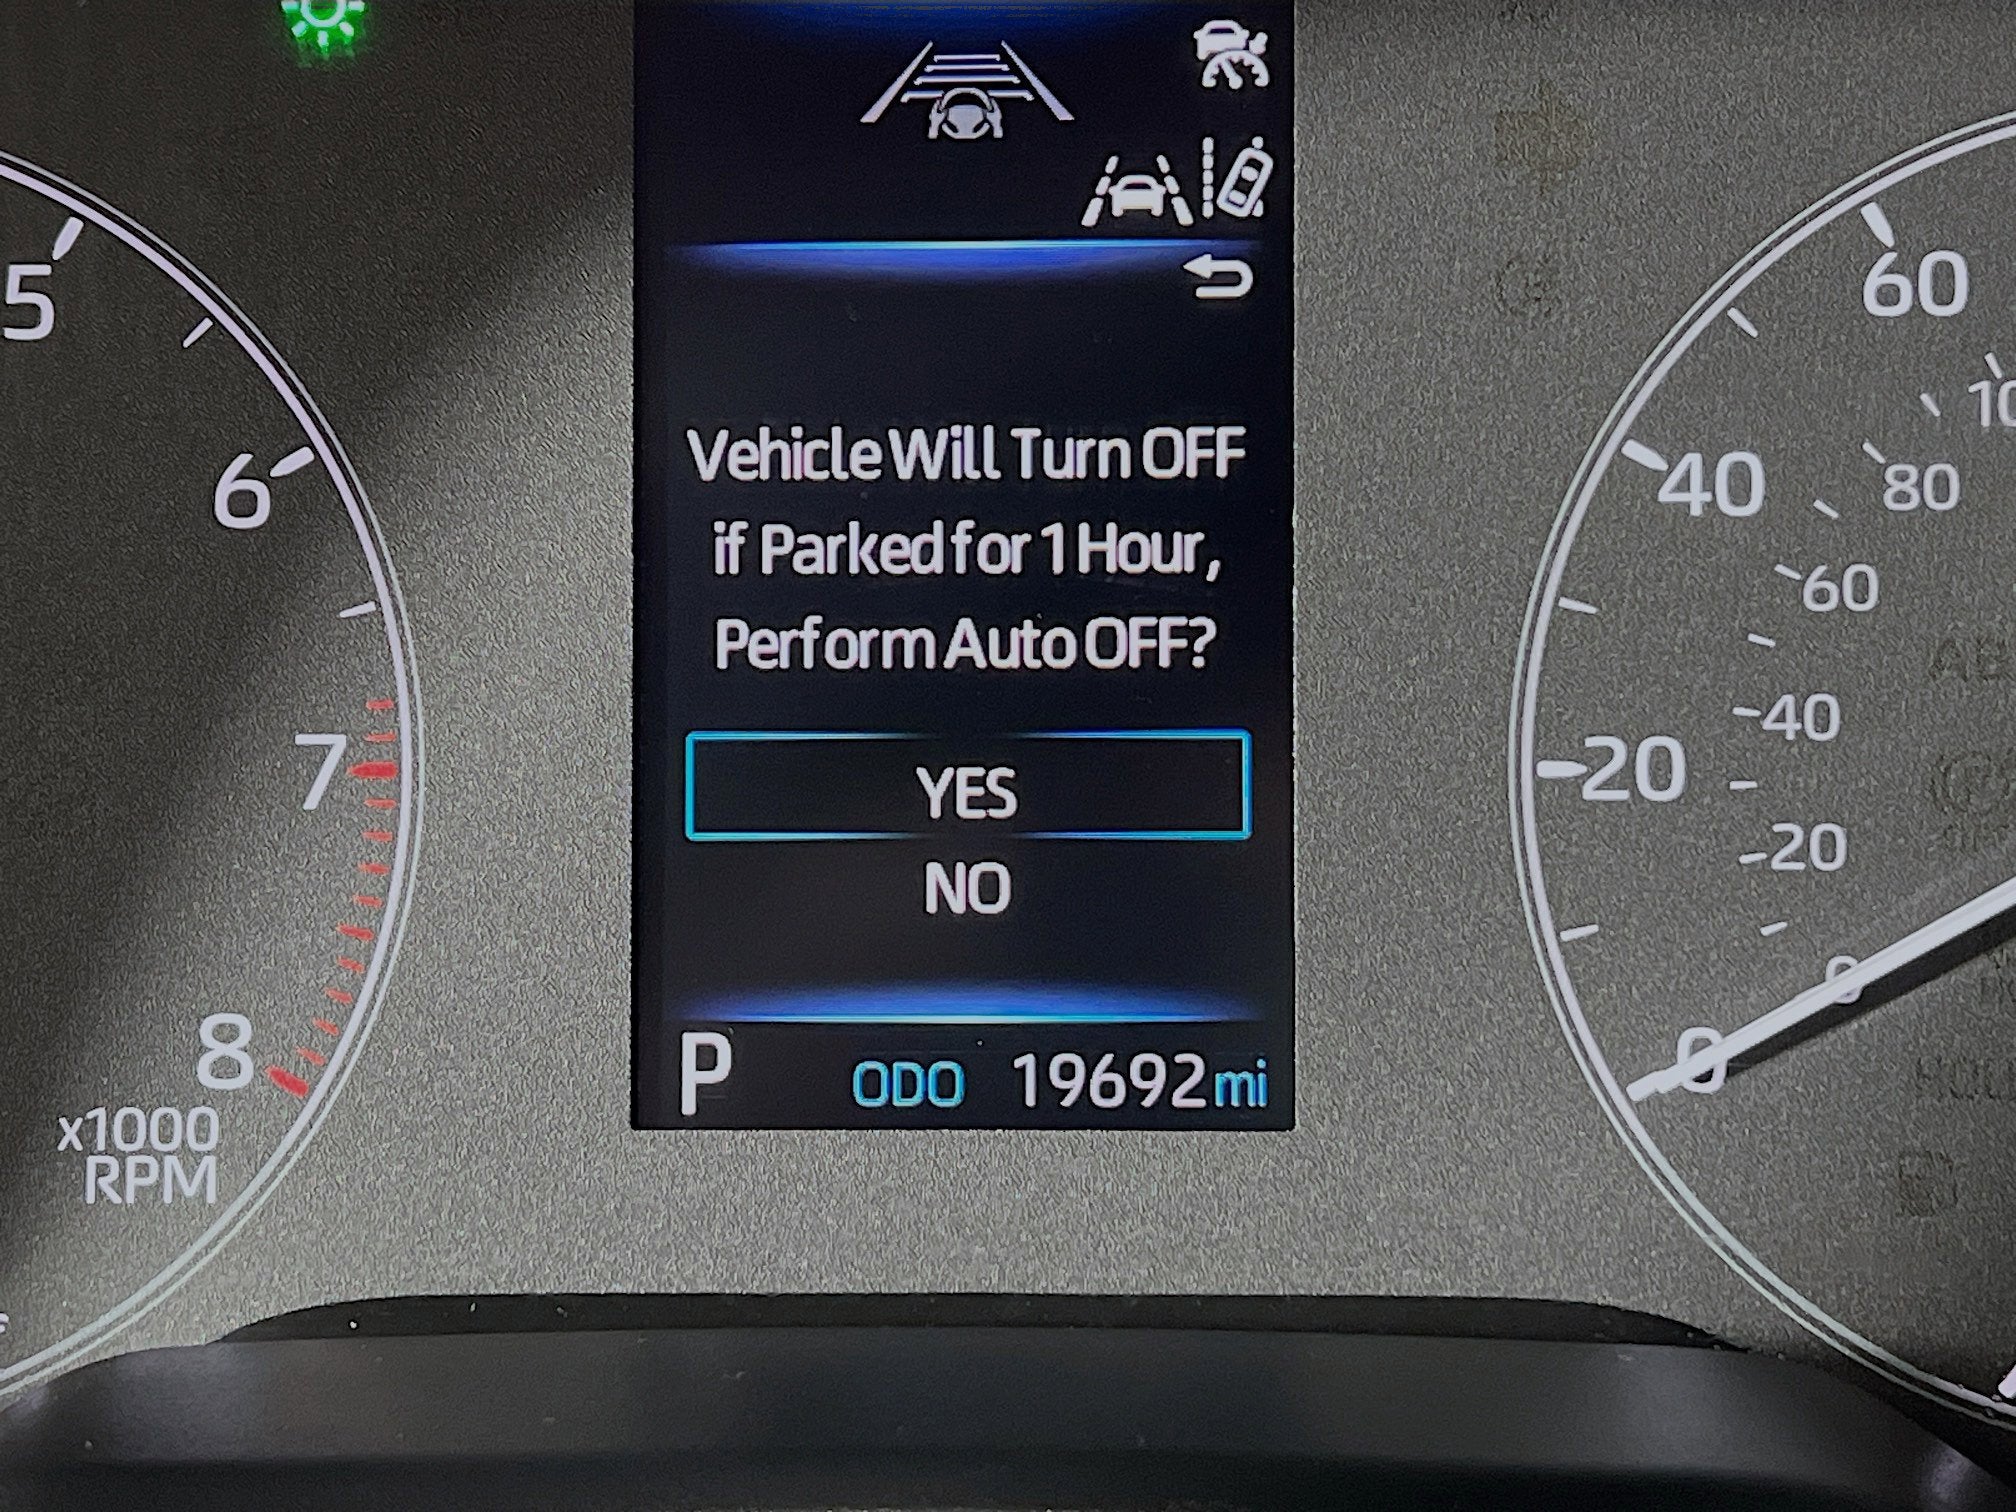 Vehicle Will Turn OFF
if Parked for 1 Hour,
Perform Auto OFF?
YES
NO
P ODO 19692 mi
5
6
7
8
x1000
RPM
60
40
20
0
80
60
40
20
0